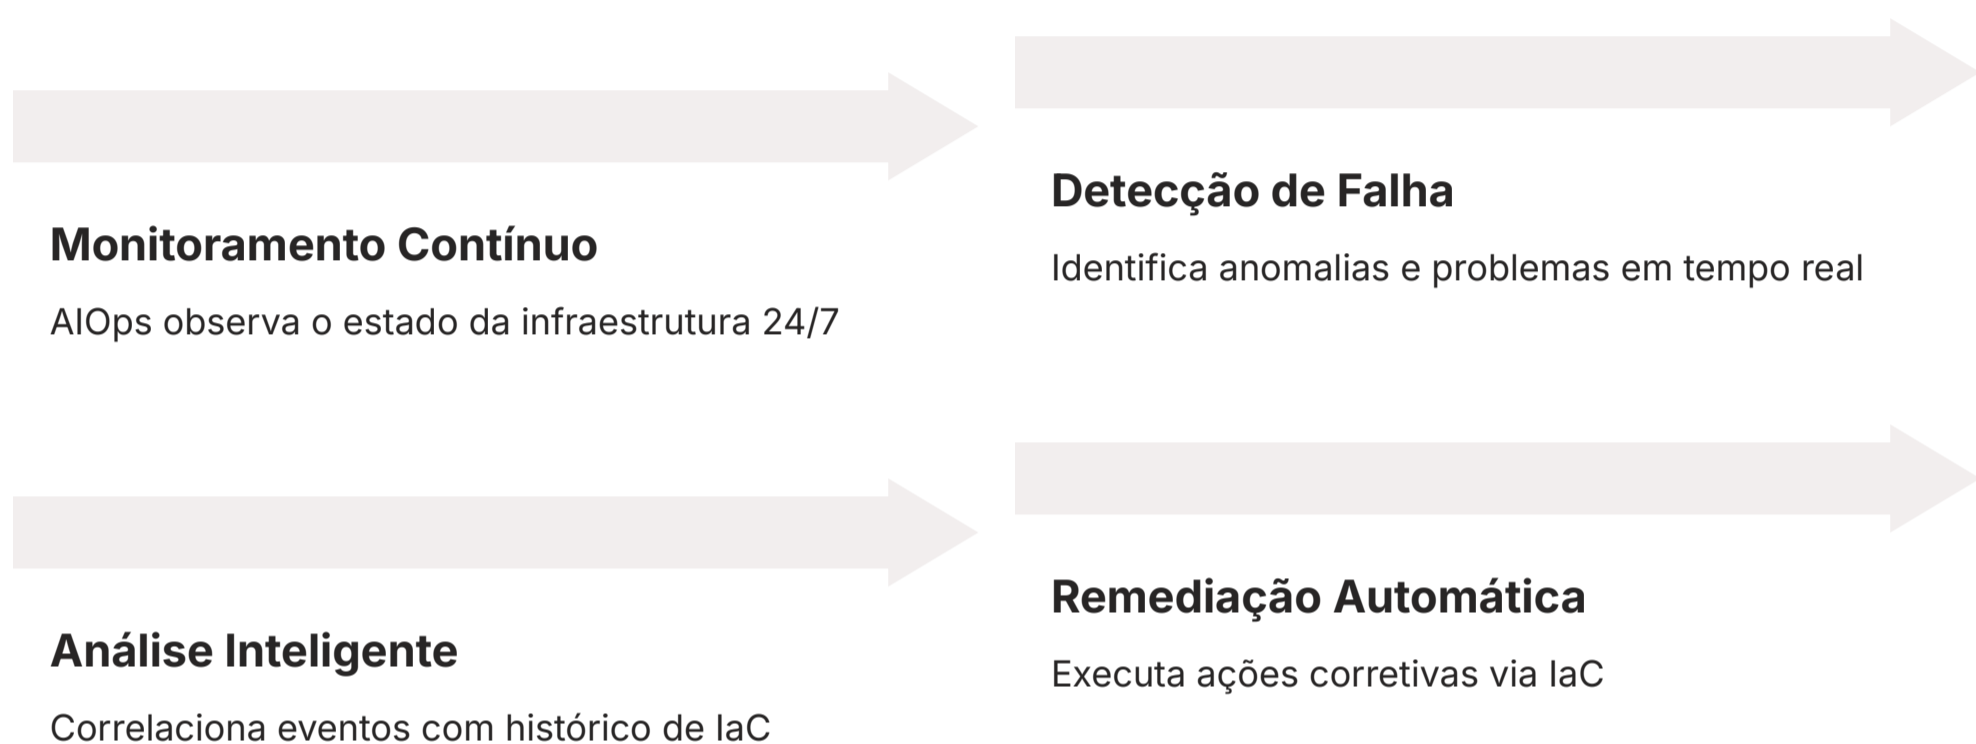 Monitoramento Contínuo
AIOps observa o estado da infraestrutura 24/7
Detecção de Falha
Identifica anomalias e problemas em tempo real
Análise Inteligente
Correlaciona eventos com histórico de IaC
Remediação Automática
Executa ações corretivas via IaC